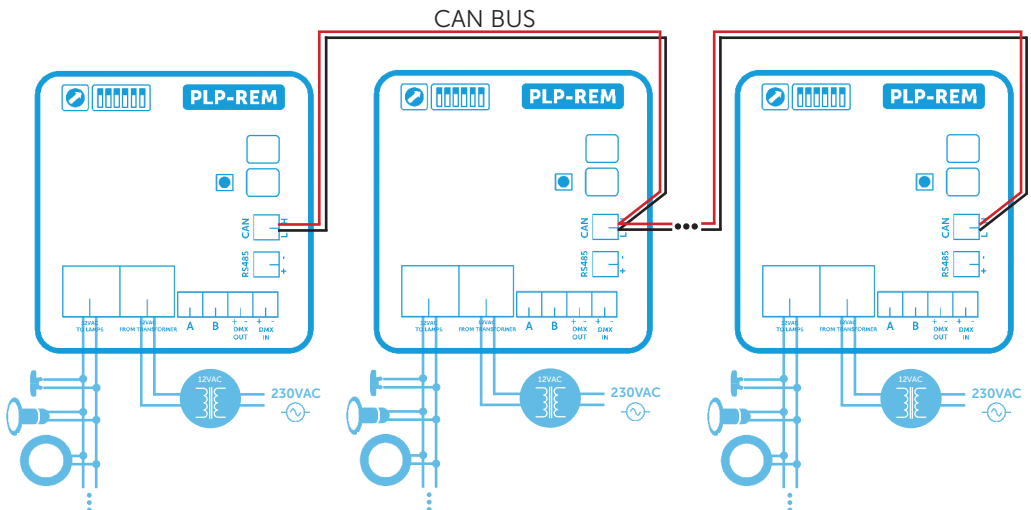 CAN BUS
PLP-REM
CAN
L H
RS485
- +
12VAC
TO LAMPS
12VAC
FROM TRANSFORMER
A
B
+ -
DMX
OUT
+ -
DMX
IN
12VAC
230VAC
PLP-REM
CAN
L H
RS485
- +
12VAC
TO LAMPS
12VAC
FROM TRANSFORMER
A
B
+ -
DMX
OUT
+ -
DMX
IN
12VAC
230VAC
PLP-REM
CAN
L H
RS485
- +
12VAC
TO LAMPS
12VAC
FROM TRANSFORMER
A
B
+ -
DMX
OUT
+ -
DMX
IN
12VAC
230VAC